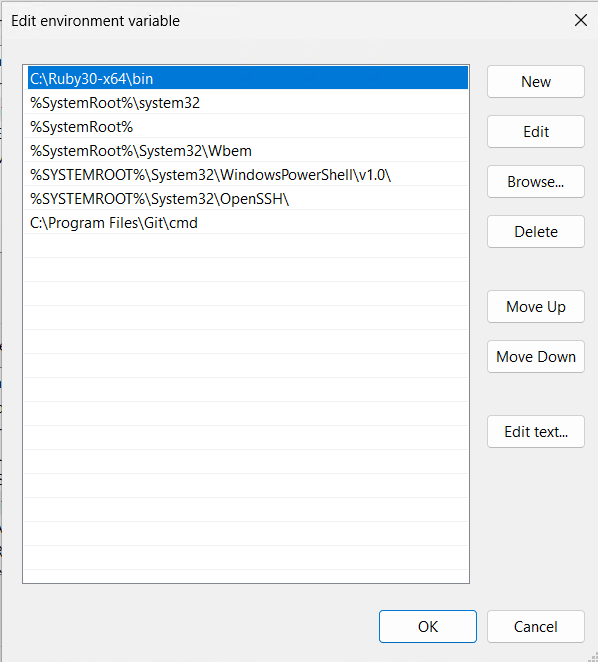 Edit environment variable
C:\Ruby30-x64\bin
%SystemRoot%\system32
%SystemRoot%
%SystemRoot%\System32\Wbem
%SYSTEMROOT%\System32\WindowsPowerShell\v1.0\
%SYSTEMROOT%\System32\OpenSSH\
C:\Program Files\Git\cmd
New
Edit
Browse...
Delete
Move Up
Move Down
Edit text...
OK
Cancel